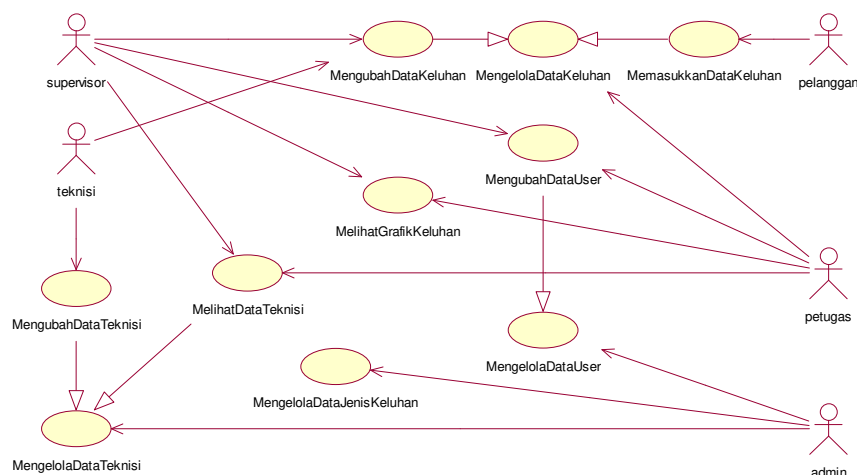 supervisor
MengubahDataKeluhan
MengelolaDataKeluhan
MemasukkanDataKeluhan
pelanggan
teknisi
MengubahDataUser
MelihatGrafikKeluhan
MengubahDataTeknisi
MelihatDataTeknisi
petugas
MengelolaDataUser
MengelolaDataJenisKeluhan
MengelolaDataTeknisi
admin